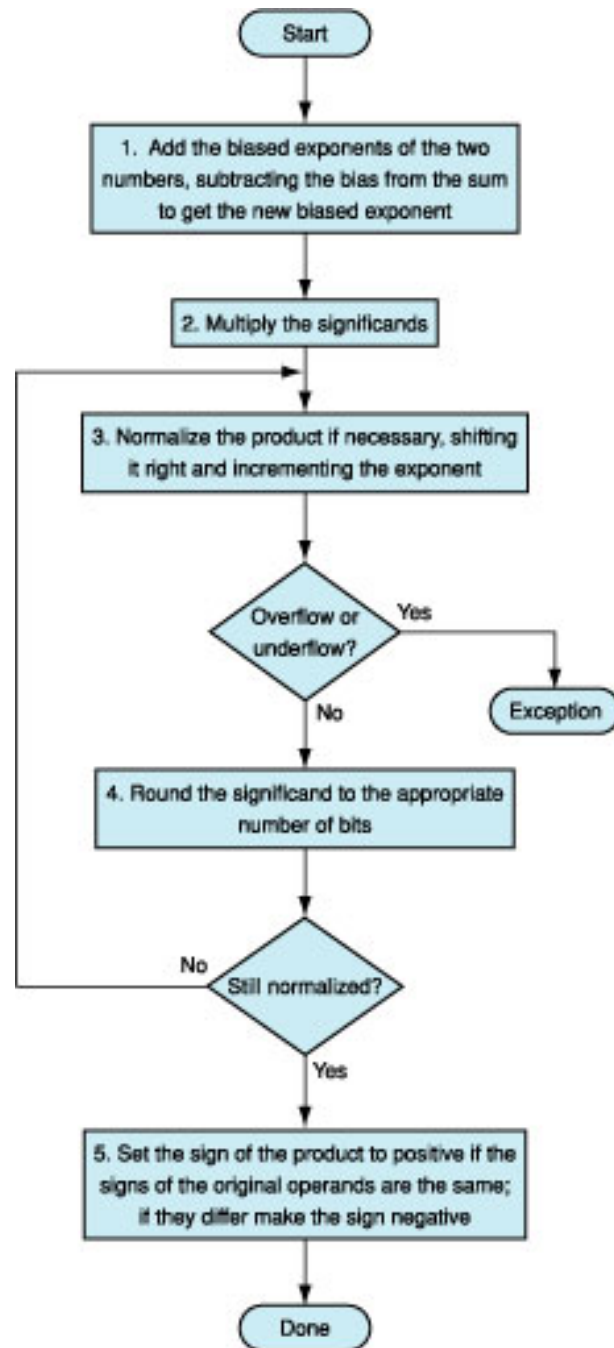 Start
1. Add the biased exponents of the two
numbers, subtracting the bias from the sum
to get the new biased exponent
2. Multiply the significands
3. Normalize the product if necessary, shifting
it right and incrementing the exponent
Overflow or
underflow?
Yes
No
Exception
4. Round the significand to the appropriate
number of bits
No
Still normalized?
Yes
5. Set the sign of the product to positive if the
signs of the original operands are the same;
if they differ make the sign negative
Done